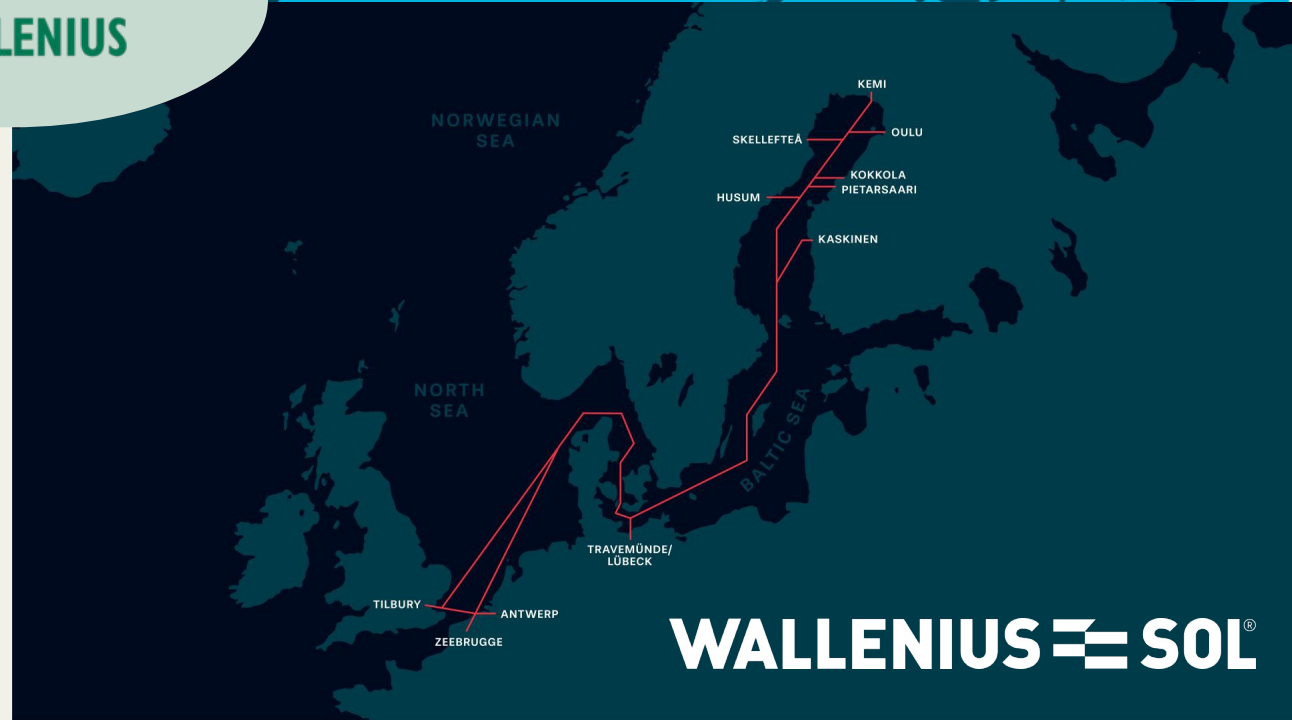 LENIUS
NORWEGIAN
SEA
KEMI
OULU
SKELLEFTEÅ
KOKKOLA
PIETARSAARI
HUSUM
KASKINEN
NORTH
SEA
BALTIC SEA
TRAVEMÜNDE/
LÜBECK
TILBURY
ANTWERP
ZEEBRUGGE
WALLENIUS SOL®